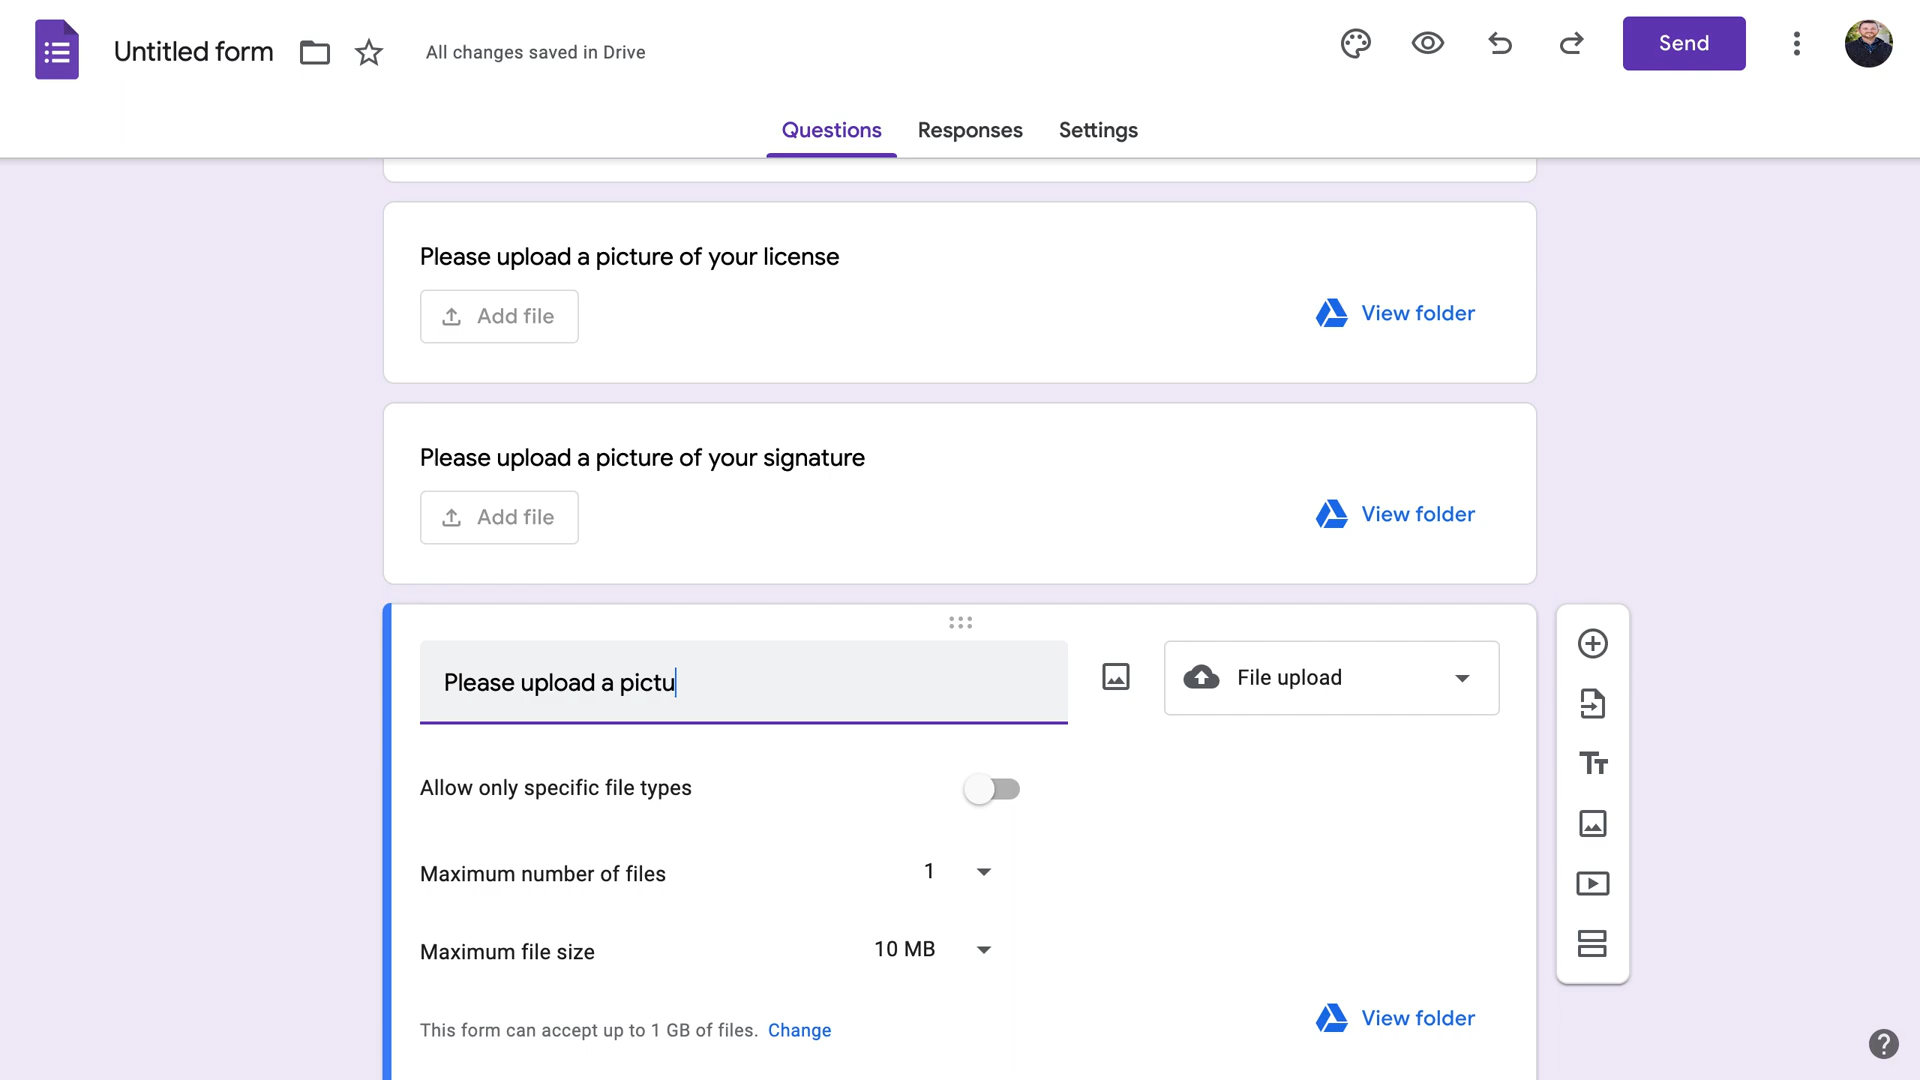 Untitled form
All changes saved in Drive
Send
Questions
Responses
Settings
Please upload a picture of your license
Add file
View folder
Please upload a picture of your signature
Add file
View folder
Please upload a pictu
File upload
Allow only specific file types
Maximum number of files
1
Maximum file size
10 MB
This form can accept up to 1 GB of files. Change
View folder